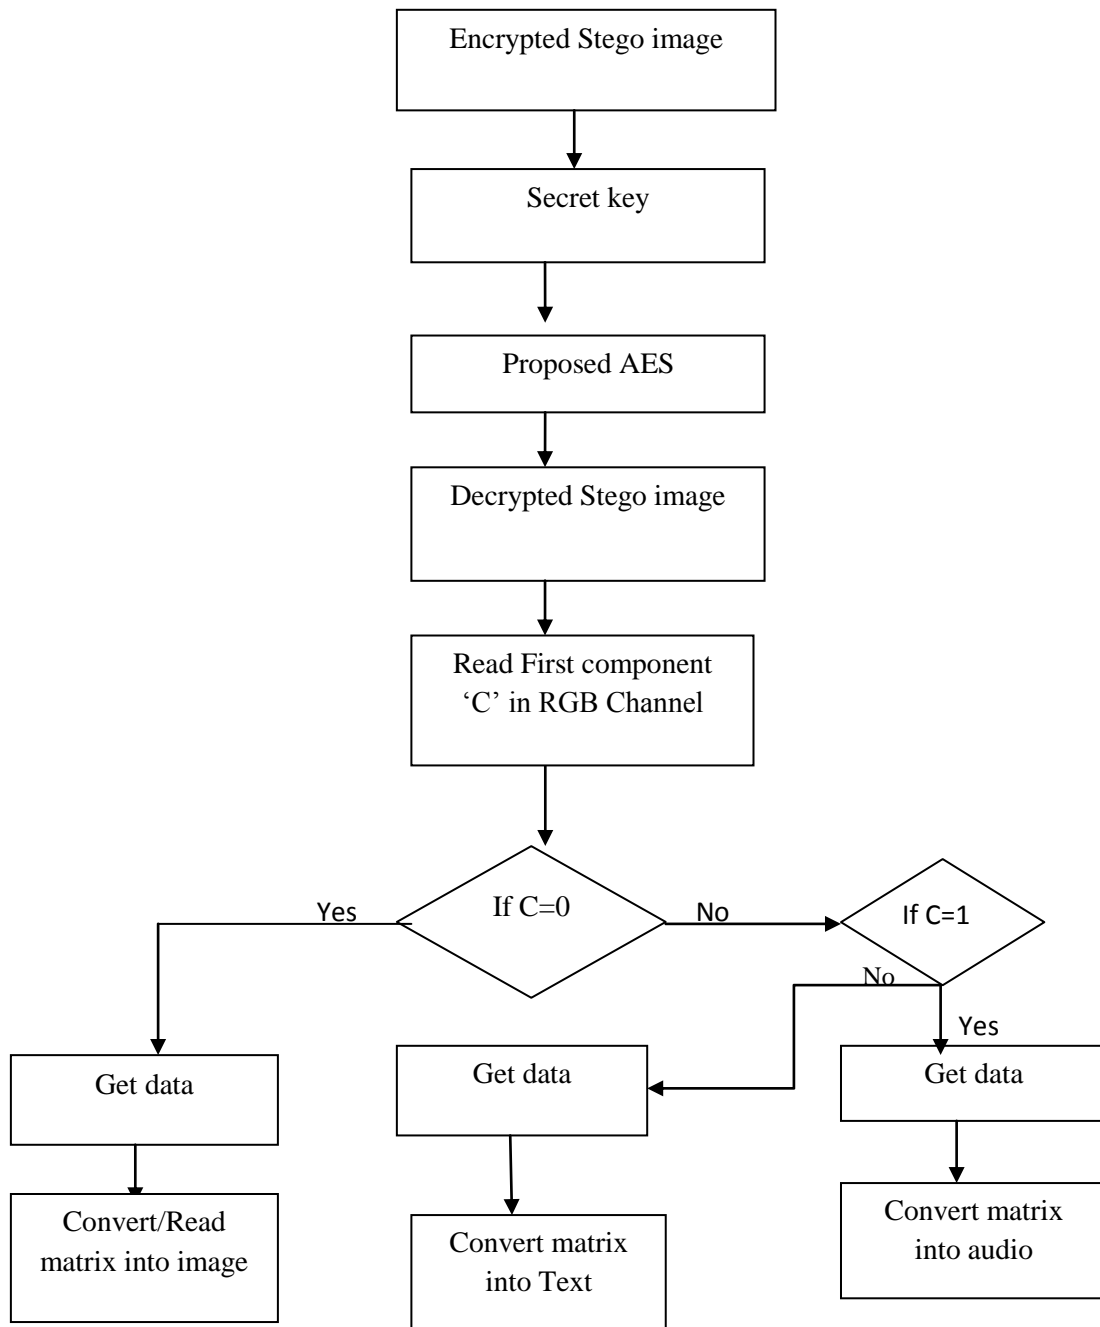 Encrypted Stego image
Secret key
Proposed AES
Decrypted Stego image
Read First component
‘C’ in RGB Channel
If C=0
Yes
No
If C=1
No
Yes
Get data
Get data
Get data
Convert/Read
matrix into image
Convert matrix
into Text
Convert matrix
into audio